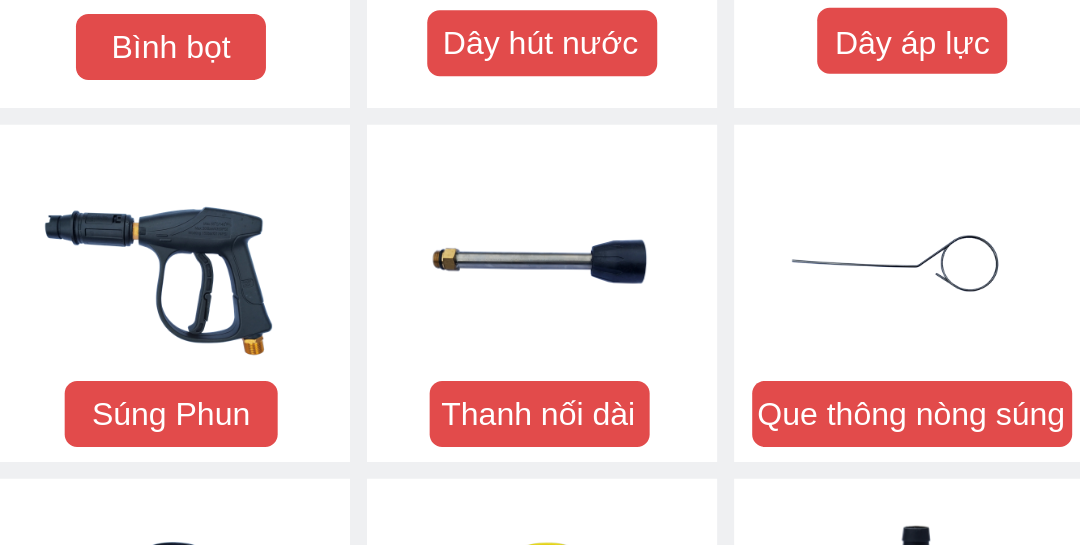 Bình bọt
Dây hút nước
Dây áp lực
Súng Phun
Thanh nối dài
Que thông nòng súng